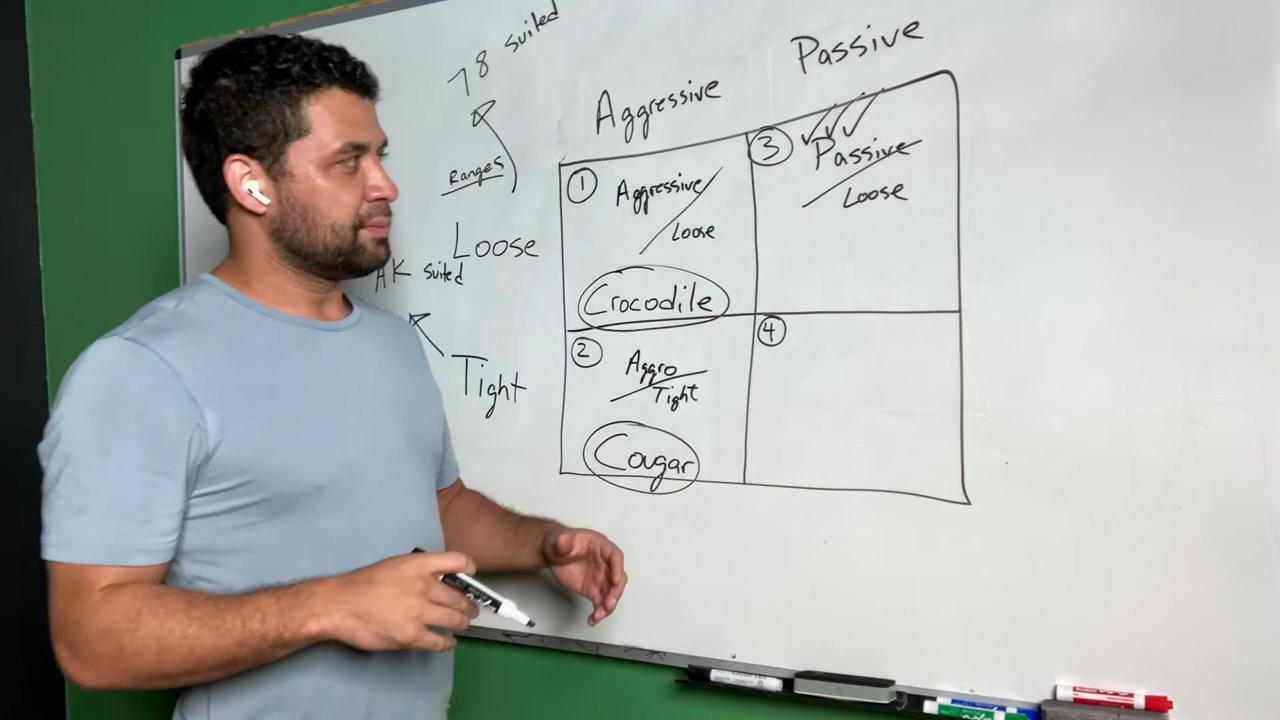 78 suited
Ranges
Loose
AK suited
Tight
Aggressive
Passive
1
Aggressive/
Loose
Crocodile
3
Passive/
Loose
2
Aggro/
Tight
Cougar
4